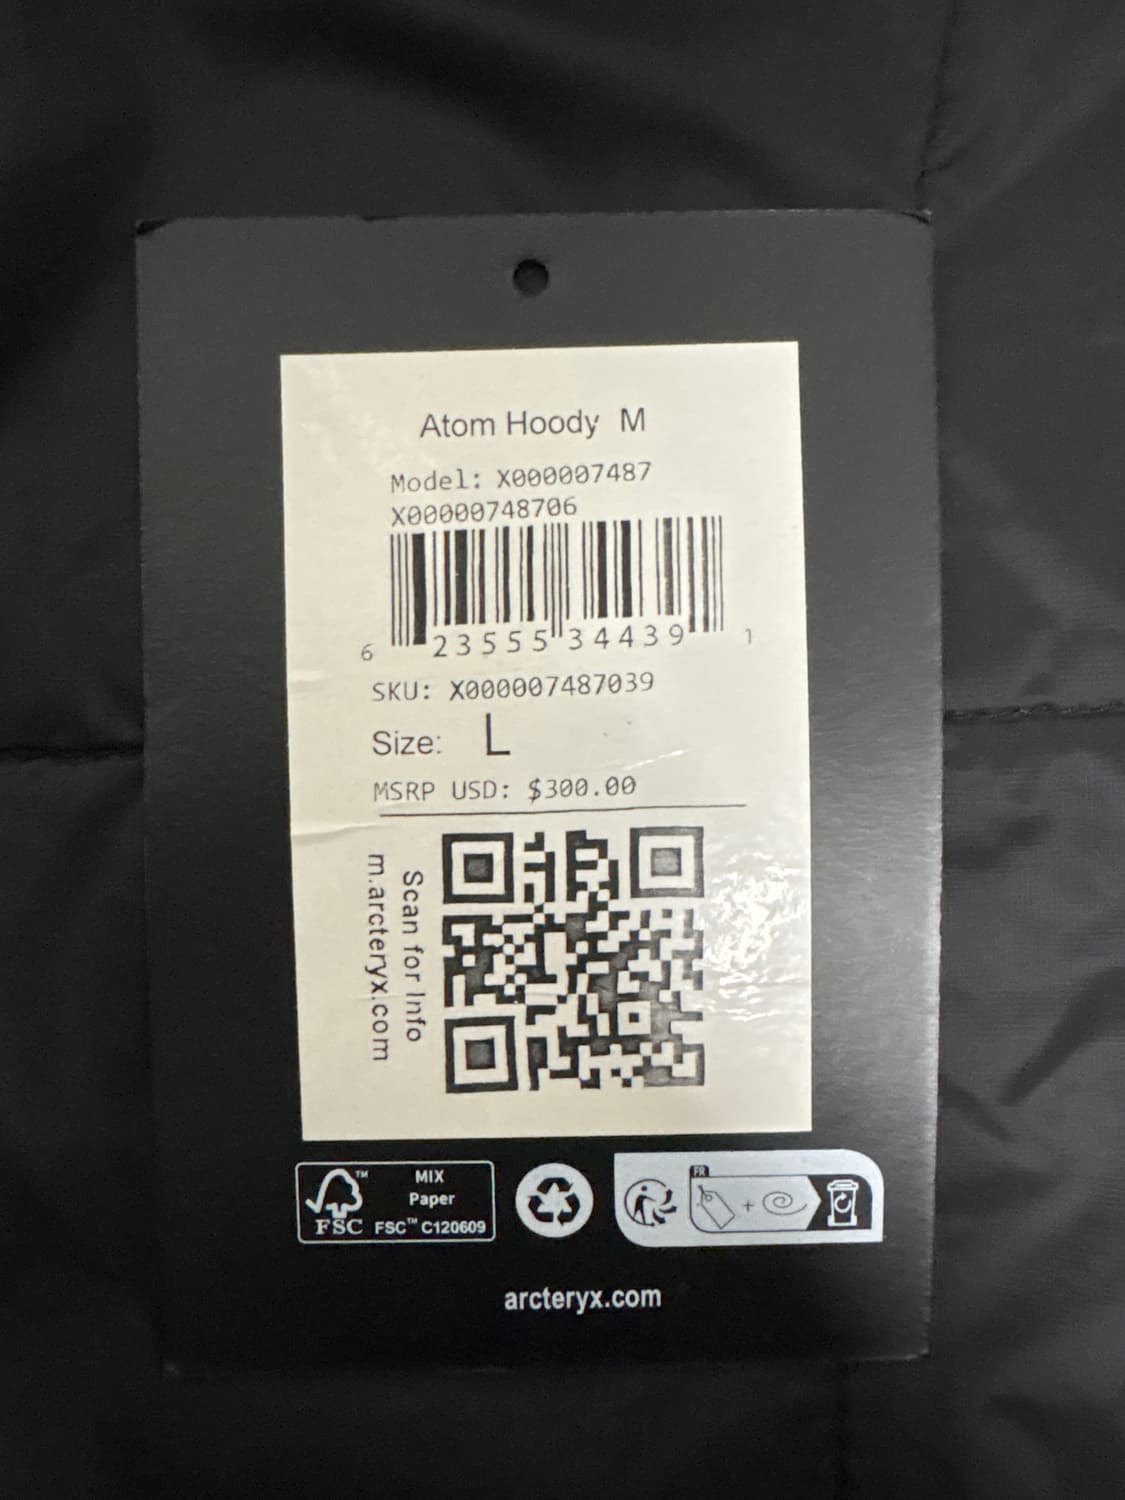 Atom Hoody M
Model: X000007487
X00000748706
6 23555 34439 1
SKU: X000007487039
Size: L
MSRP USD: $300.00
Scan for Info
m.arcteryx.com
FSC™
MIX
Paper
FSC™ C120609
FR
arcteryx.com